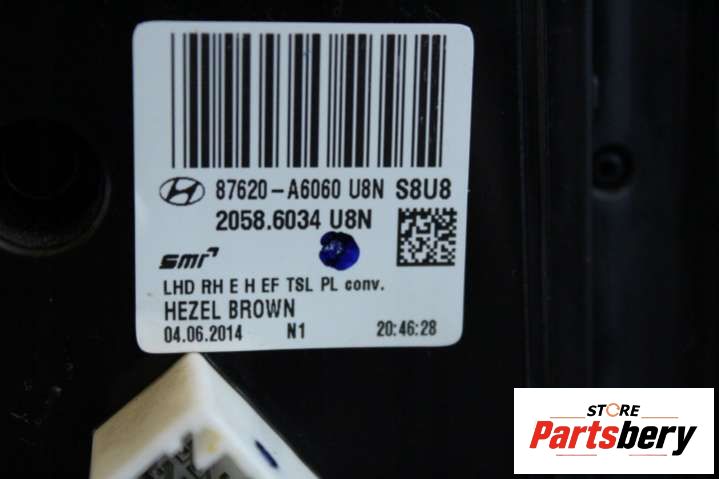 87620-A6060 U8N S8U8
2058.6034 U8N
smr
LHD RH E H EF TSL PL conv.
HEZEL BROWN
04.06.2014 N1 20:46:28
STORE
Partsbery